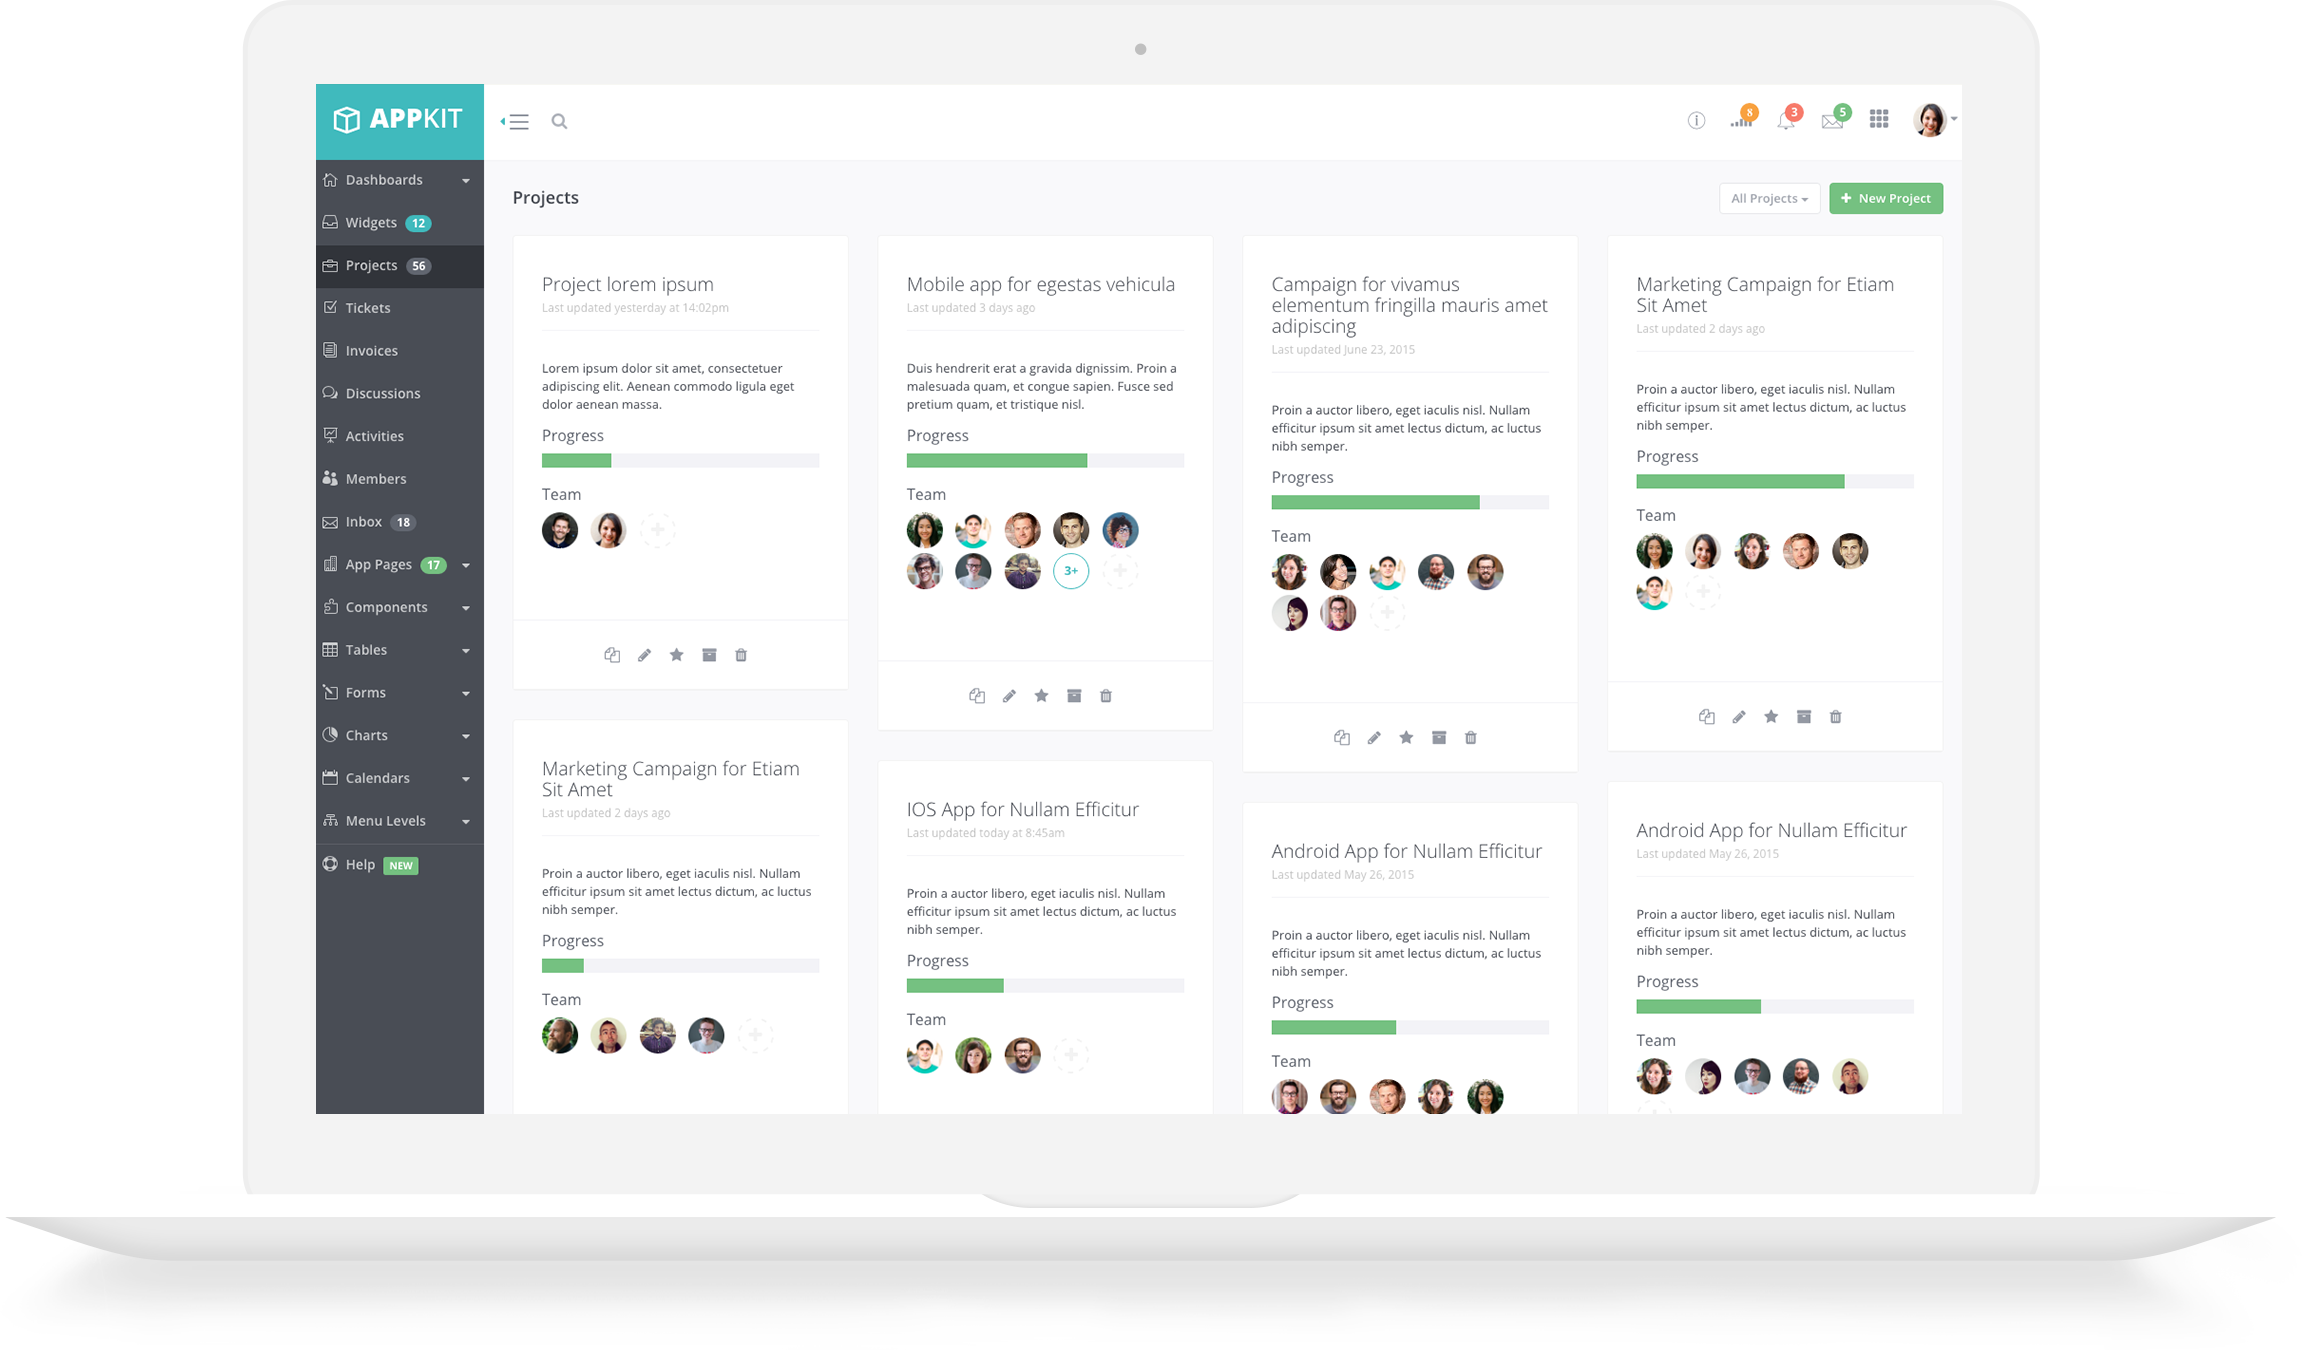 APPKIT
8
3
5
Dashboards
Widgets 12
Projects 56
Tickets
Invoices
Discussions
Activities
Members
Inbox 18
App Pages 17
Components
Tables
Forms
Charts
Calendars
Menu Levels
Help NEW
Projects
All Projects
+ New Project
Project lorem ipsum
Last updated yesterday at 14:02pm
Lorem ipsum dolor sit amet, consectetuer
adipiscing elit. Aenean commodo ligula eget
dolor aenean massa.
Progress
Team
Mobile app for egestas vehicula
Last updated 3 days ago
Duis hendrerit erat a gravida dignissim. Proin a
malesuada quam, et congue sapien. Fusce sed
pretium quam, et tristique nisl.
Progress
Team
3+
Campaign for vivamus
elementum fringilla mauris amet
adipiscing
Last updated June 23, 2015
Proin a auctor libero, eget iaculis nisl. Nullam
efficitur ipsum sit amet lectus dictum, ac luctus
nibh semper.
Progress
Team
Marketing Campaign for Etiam
Sit Amet
Last updated 2 days ago
Proin a auctor libero, eget iaculis nisl. Nullam
efficitur ipsum sit amet lectus dictum, ac luctus
nibh semper.
Progress
Team
Marketing Campaign for Etiam
Sit Amet
Last updated 2 days ago
Proin a auctor libero, eget iaculis nisl. Nullam
efficitur ipsum sit amet lectus dictum, ac luctus
nibh semper.
Progress
Team
IOS App for Nullam Efficitur
Last updated today at 8:45am
Proin a auctor libero, eget iaculis nisl. Nullam
efficitur ipsum sit amet lectus dictum, ac luctus
nibh semper.
Progress
Team
Android App for Nullam Efficitur
Last updated May 26, 2015
Proin a auctor libero, eget iaculis nisl. Nullam
efficitur ipsum sit amet lectus dictum, ac luctus
nibh semper.
Progress
Team
Android App for Nullam Efficitur
Last updated May 26, 2015
Proin a auctor libero, eget iaculis nisl. Nullam
efficitur ipsum sit amet lectus dictum, ac luctus
nibh semper.
Progress
Team